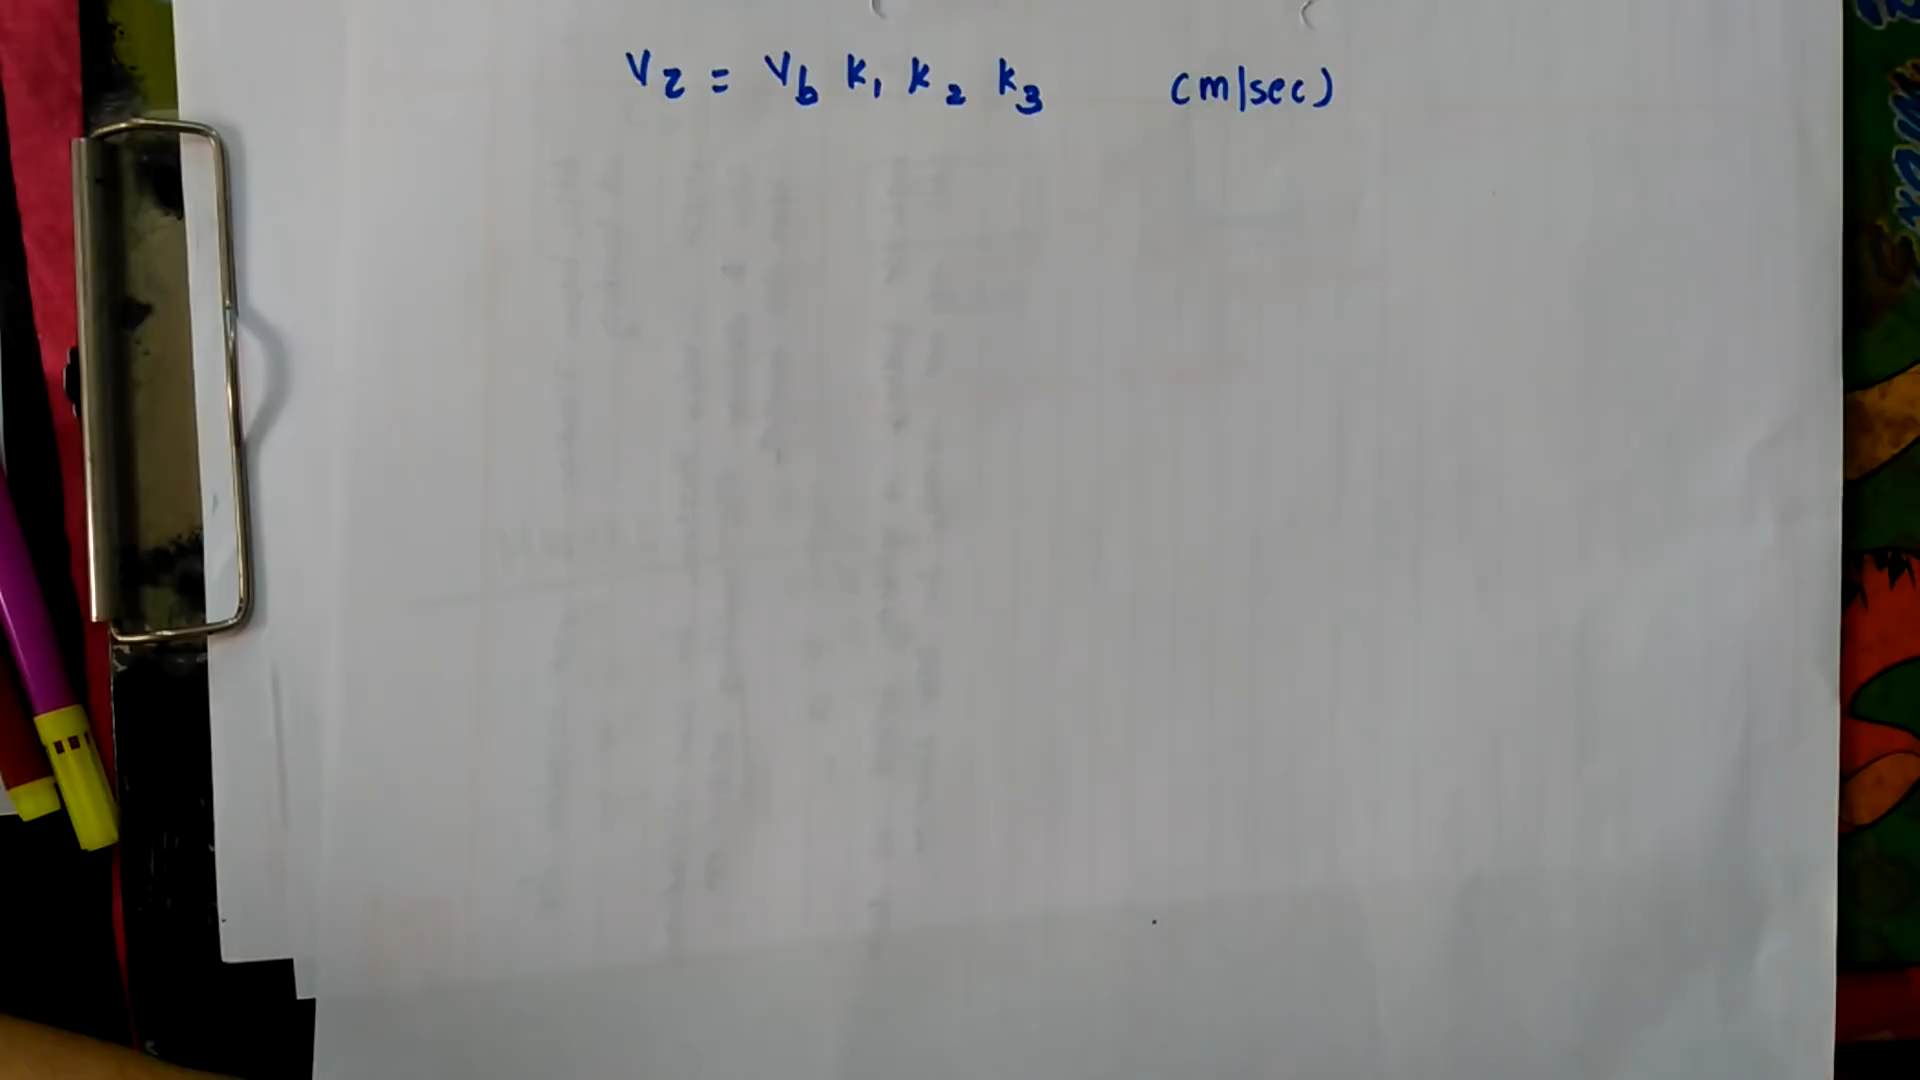 Vz = Vb k1 k2 k3 (m/sec)